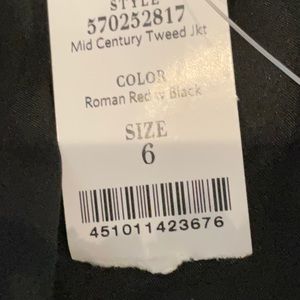 STYLE
570252817
Mid Century Tweed Jkt
COLOR
Roman Red w Black
SIZE
6
451011423676